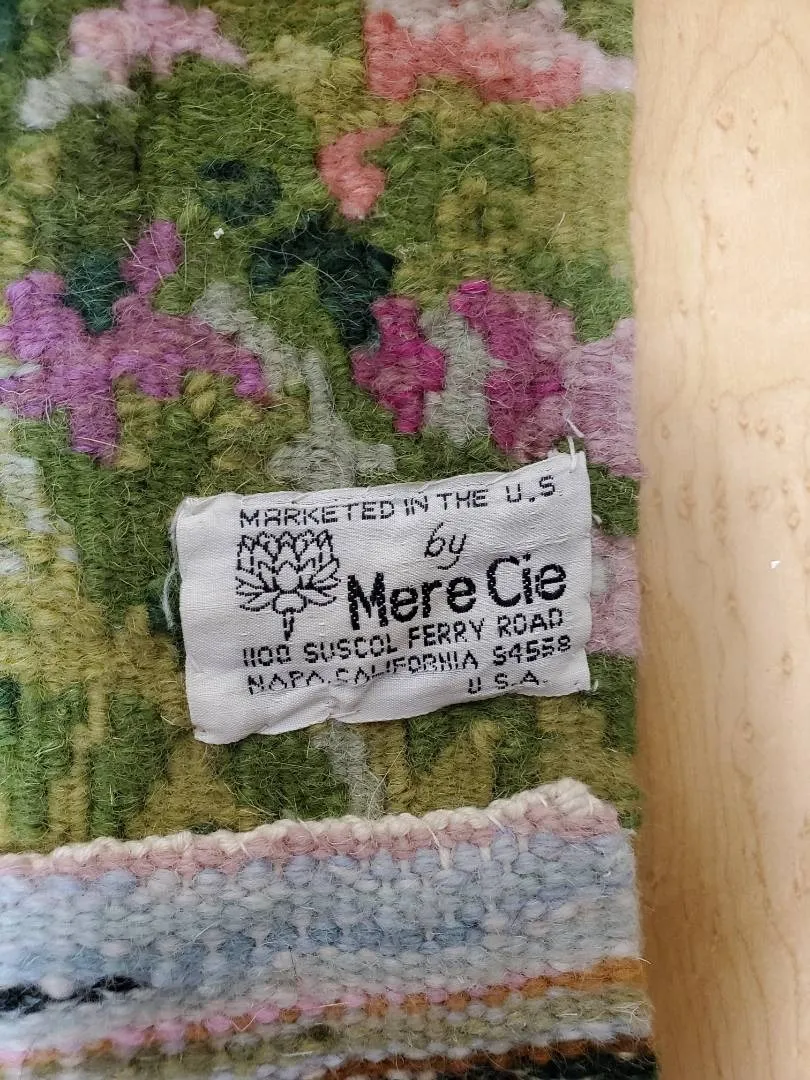 MARKETED IN THE U.S.
by
Mere Cie
1100 SUSCOL FERRY ROAD
NAPA, CALIFORNIA 94558
U.S.A.